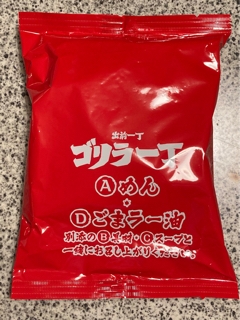 出前一丁
ゴリラ一丁
Ⓐめん
Ⓓごまラー油
別添のⒷ具材・Ⓒスープと
一緒にお召し上がりください。